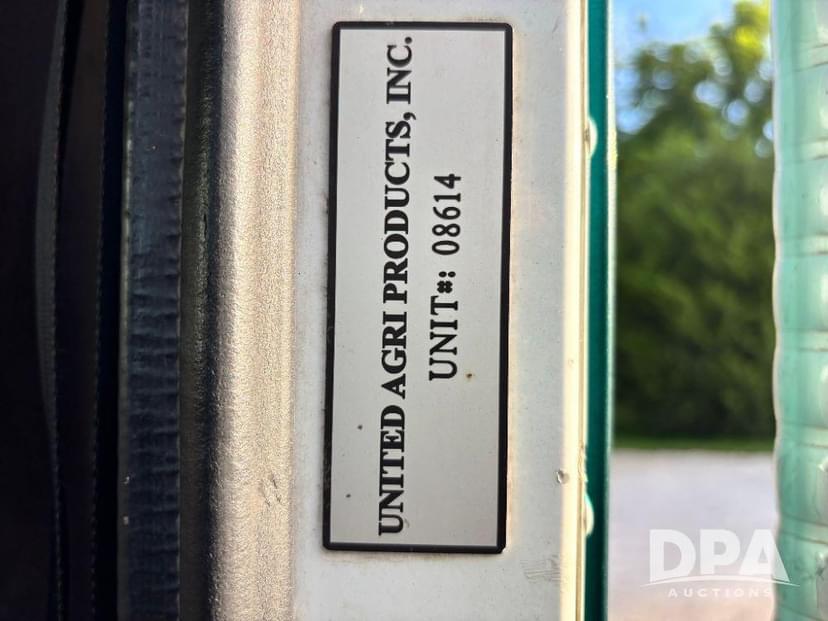 UNITED AGRI PRODUCTS, INC.
UNIT#: 08614
DPA
AUCTIONS